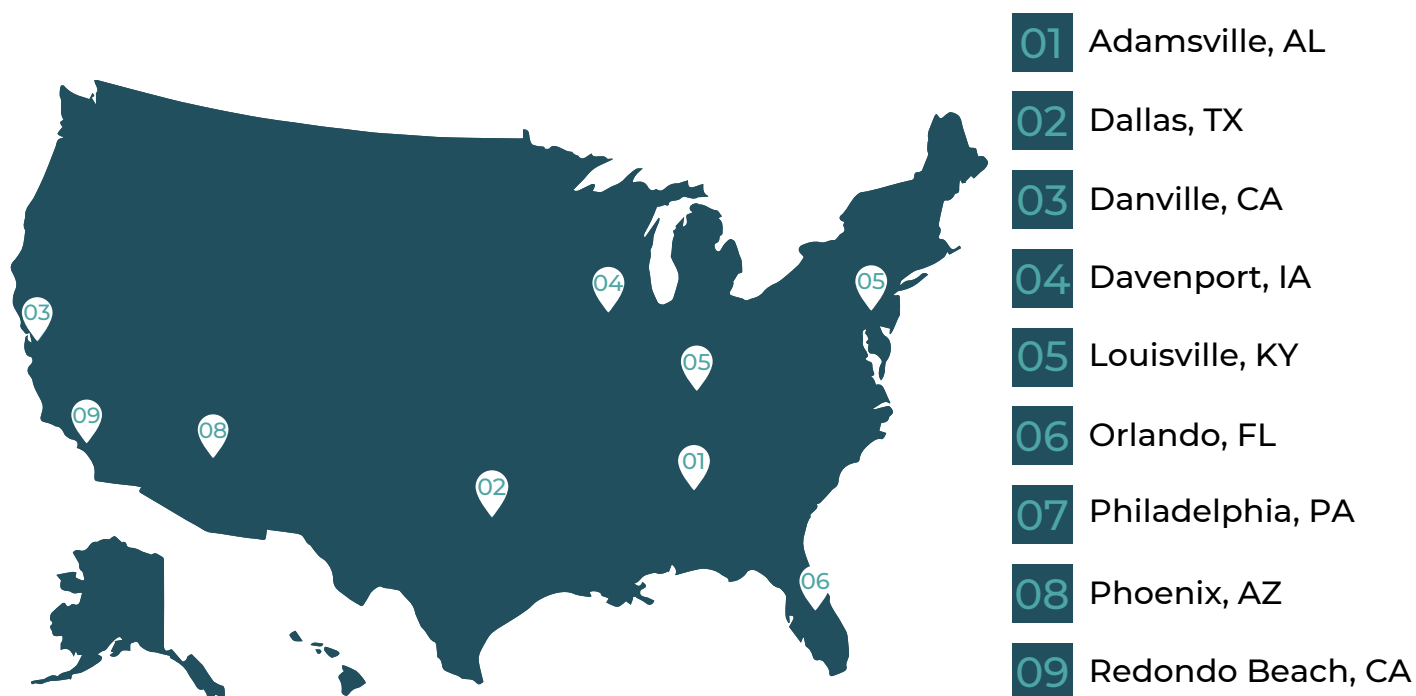 01 Adamsville, AL
02 Dallas, TX
03 Danville, CA
04 Davenport, IA
05 Louisville, KY
06 Orlando, FL
07 Philadelphia, PA
08 Phoenix, AZ
09 Redondo Beach, CA
04
05
03
05
09
08
01
02
06